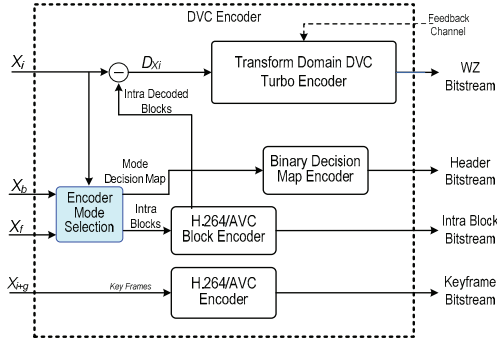 DVC Encoder
Feedback
Channel
Xi
DXi
Transform Domain DVC
Turbo Encoder
WZ
Bitstream
Intra Decoded
Blocks
Mode
Decision Map
Binary Decision
Map Encoder
Header
Bitstream
Xb
Encoder
Mode
Selection
Xf
Intra
Blocks
H.264/AVC
Block Encoder
Intra Block
Bitstream
Xi+g
Key Frames
H.264/AVC
Encoder
Keyframe
Bitstream